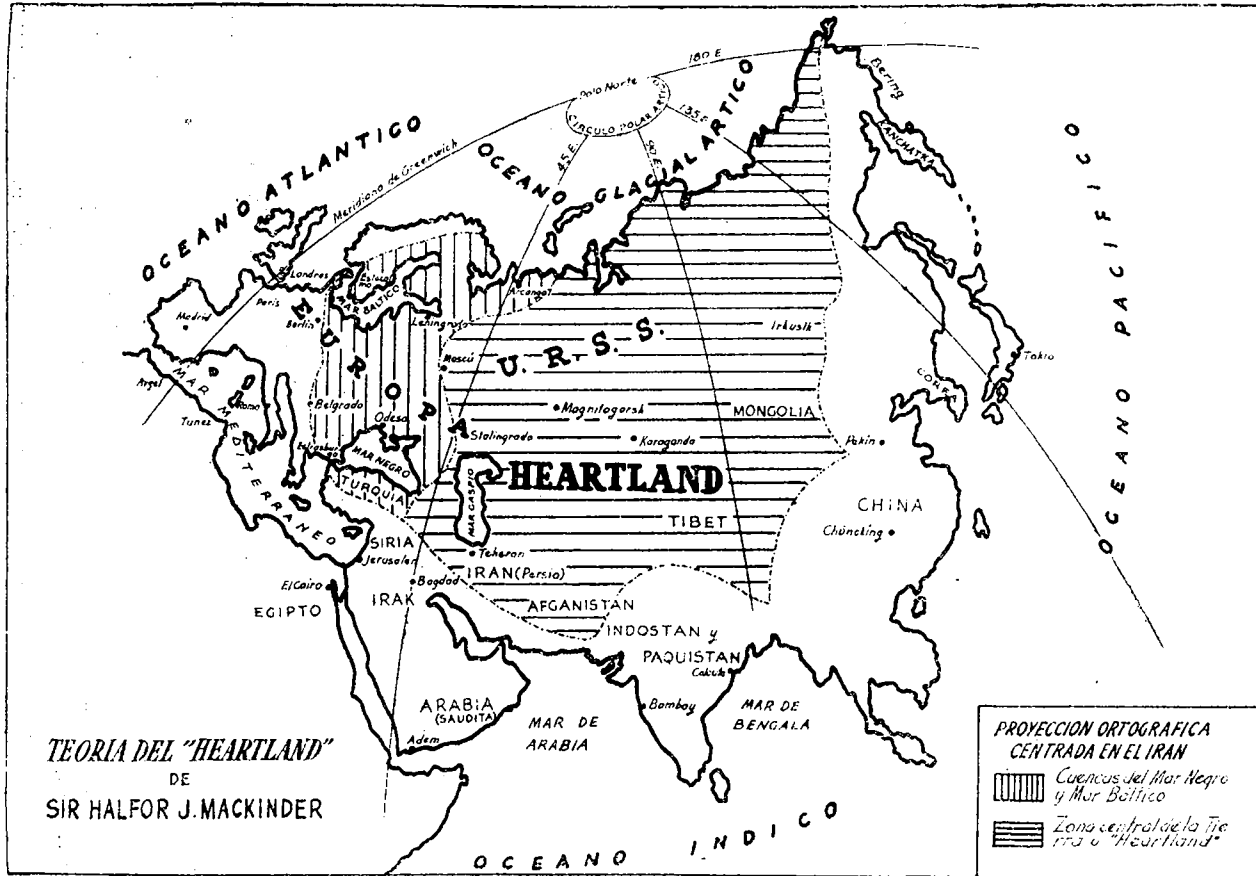 180 E.
Bering
Polo Norte
CIRCULO POLAR ARTICO
135 E.
KANCHATKA
OCEANO ATLANTICO
Meridiano de Greenwich
OCEANO GLACIAL ARTICO
45 E.
90 E.
OCEANO PACIFICO
Londres
Paris
MAR BALTICO
Arcangel
Madrid
Berlin
Leningrado
EUROPA
U. R. S. S.
Irkustk
Moscú
Tokio
COREA
Argel
MAR MEDITERRANEO
Roma
Tunez
Belgrado
Odesa
Magnitogorsk
MONGOLIA
Stalingrado
Karaganda
Pekin
MAR NEGRO
HEARTLAND
TURQUIA
MAR CASPIO
CHINA
TIBET
Chüncking
SIRIA
Jerusalen
Teheran
IRAN (Persia)
El Cairo
Bagdad
EGIPTO
IRAK
AFGANISTAN
INDOSTAN y
PAQUISTAN
ARABIA
(SAUDITA)
Bombay
MAR DE
BENGALA
MAR DE
ARABIA
Adem
OCEANO INDICO
TEORIA DEL "HEARTLAND"
DE
SIR HALFOR J. MACKINDER
PROYECCION ORTOGRAFICA
CENTRADA EN EL IRAN
Cuencas del Mar Negro
y Mar Báltico
Zona central de la Tie
rra o "Heartland"